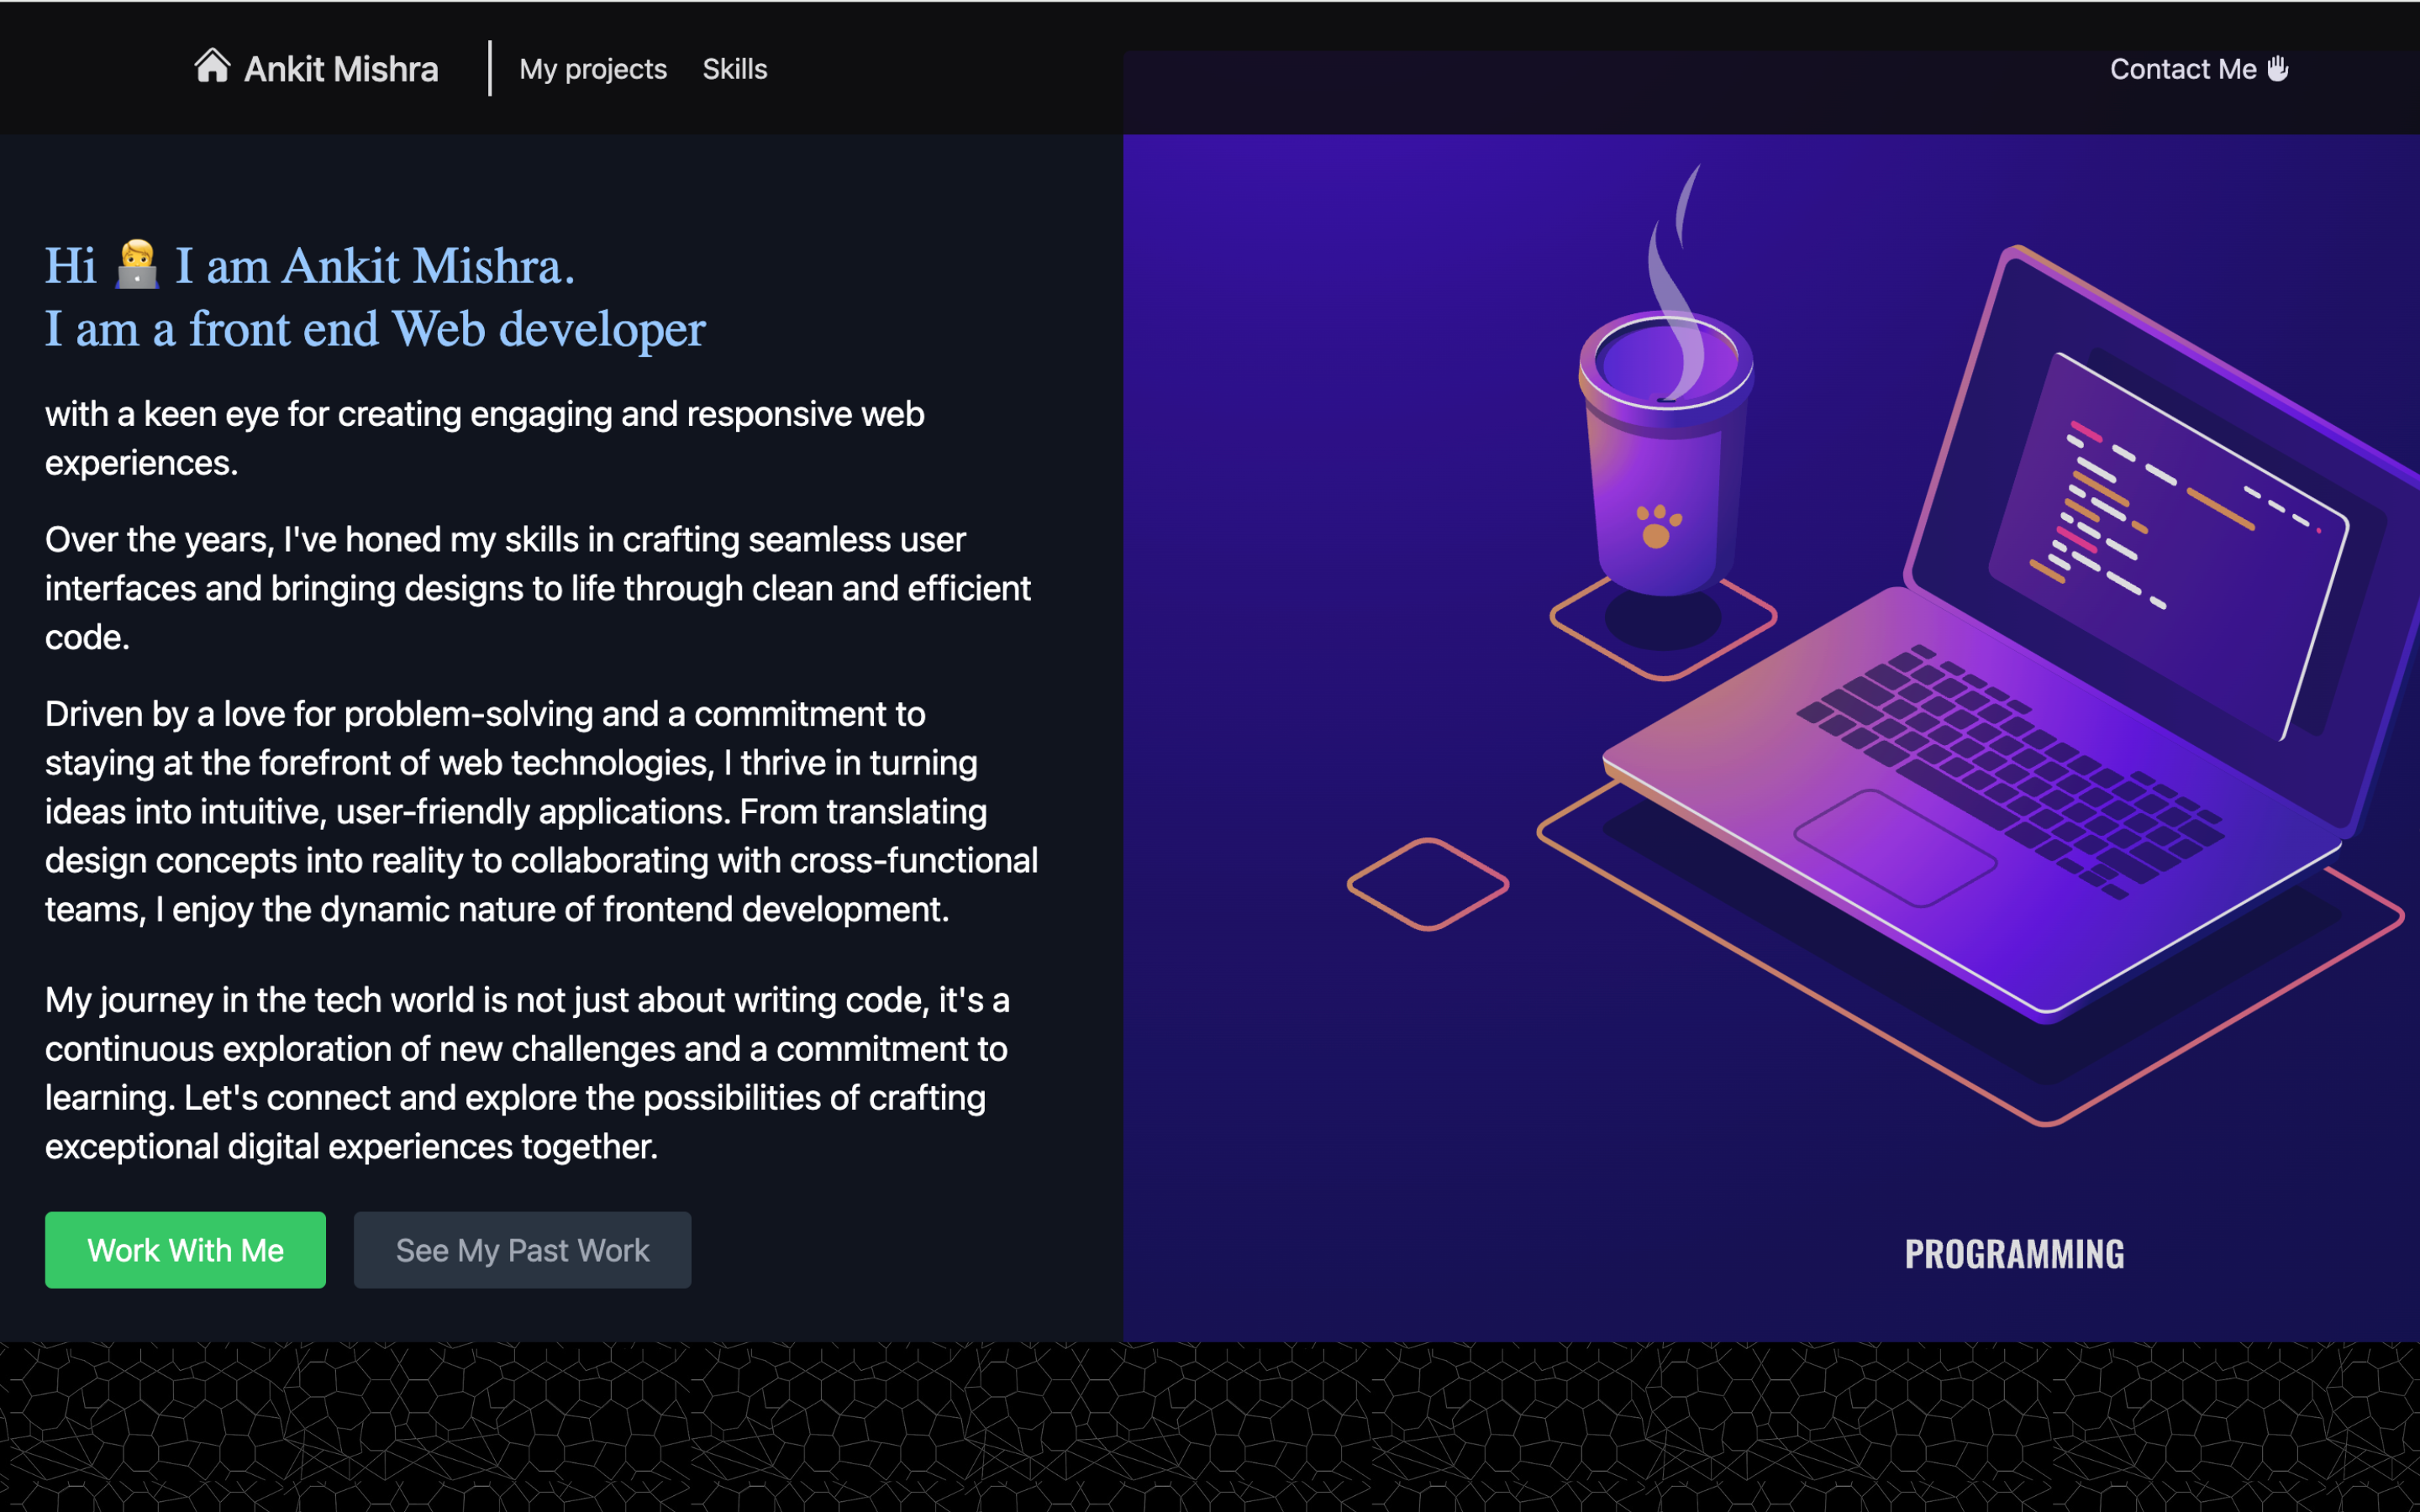 Ankit Mishra
My projects
Skills
Contact Me
Hi 👨‍💻 I am Ankit Mishra.
I am a front end Web developer
with a keen eye for creating engaging and responsive web
experiences.
Over the years, I've honed my skills in crafting seamless user
interfaces and bringing designs to life through clean and efficient
code.
Driven by a love for problem-solving and a commitment to
staying at the forefront of web technologies, I thrive in turning
ideas into intuitive, user-friendly applications. From translating
design concepts into reality to collaborating with cross-functional
teams, I enjoy the dynamic nature of frontend development.
My journey in the tech world is not just about writing code, it's a
continuous exploration of new challenges and a commitment to
learning. Let's connect and explore the possibilities of crafting
exceptional digital experiences together.
Work With Me
See My Past Work
PROGRAMMING